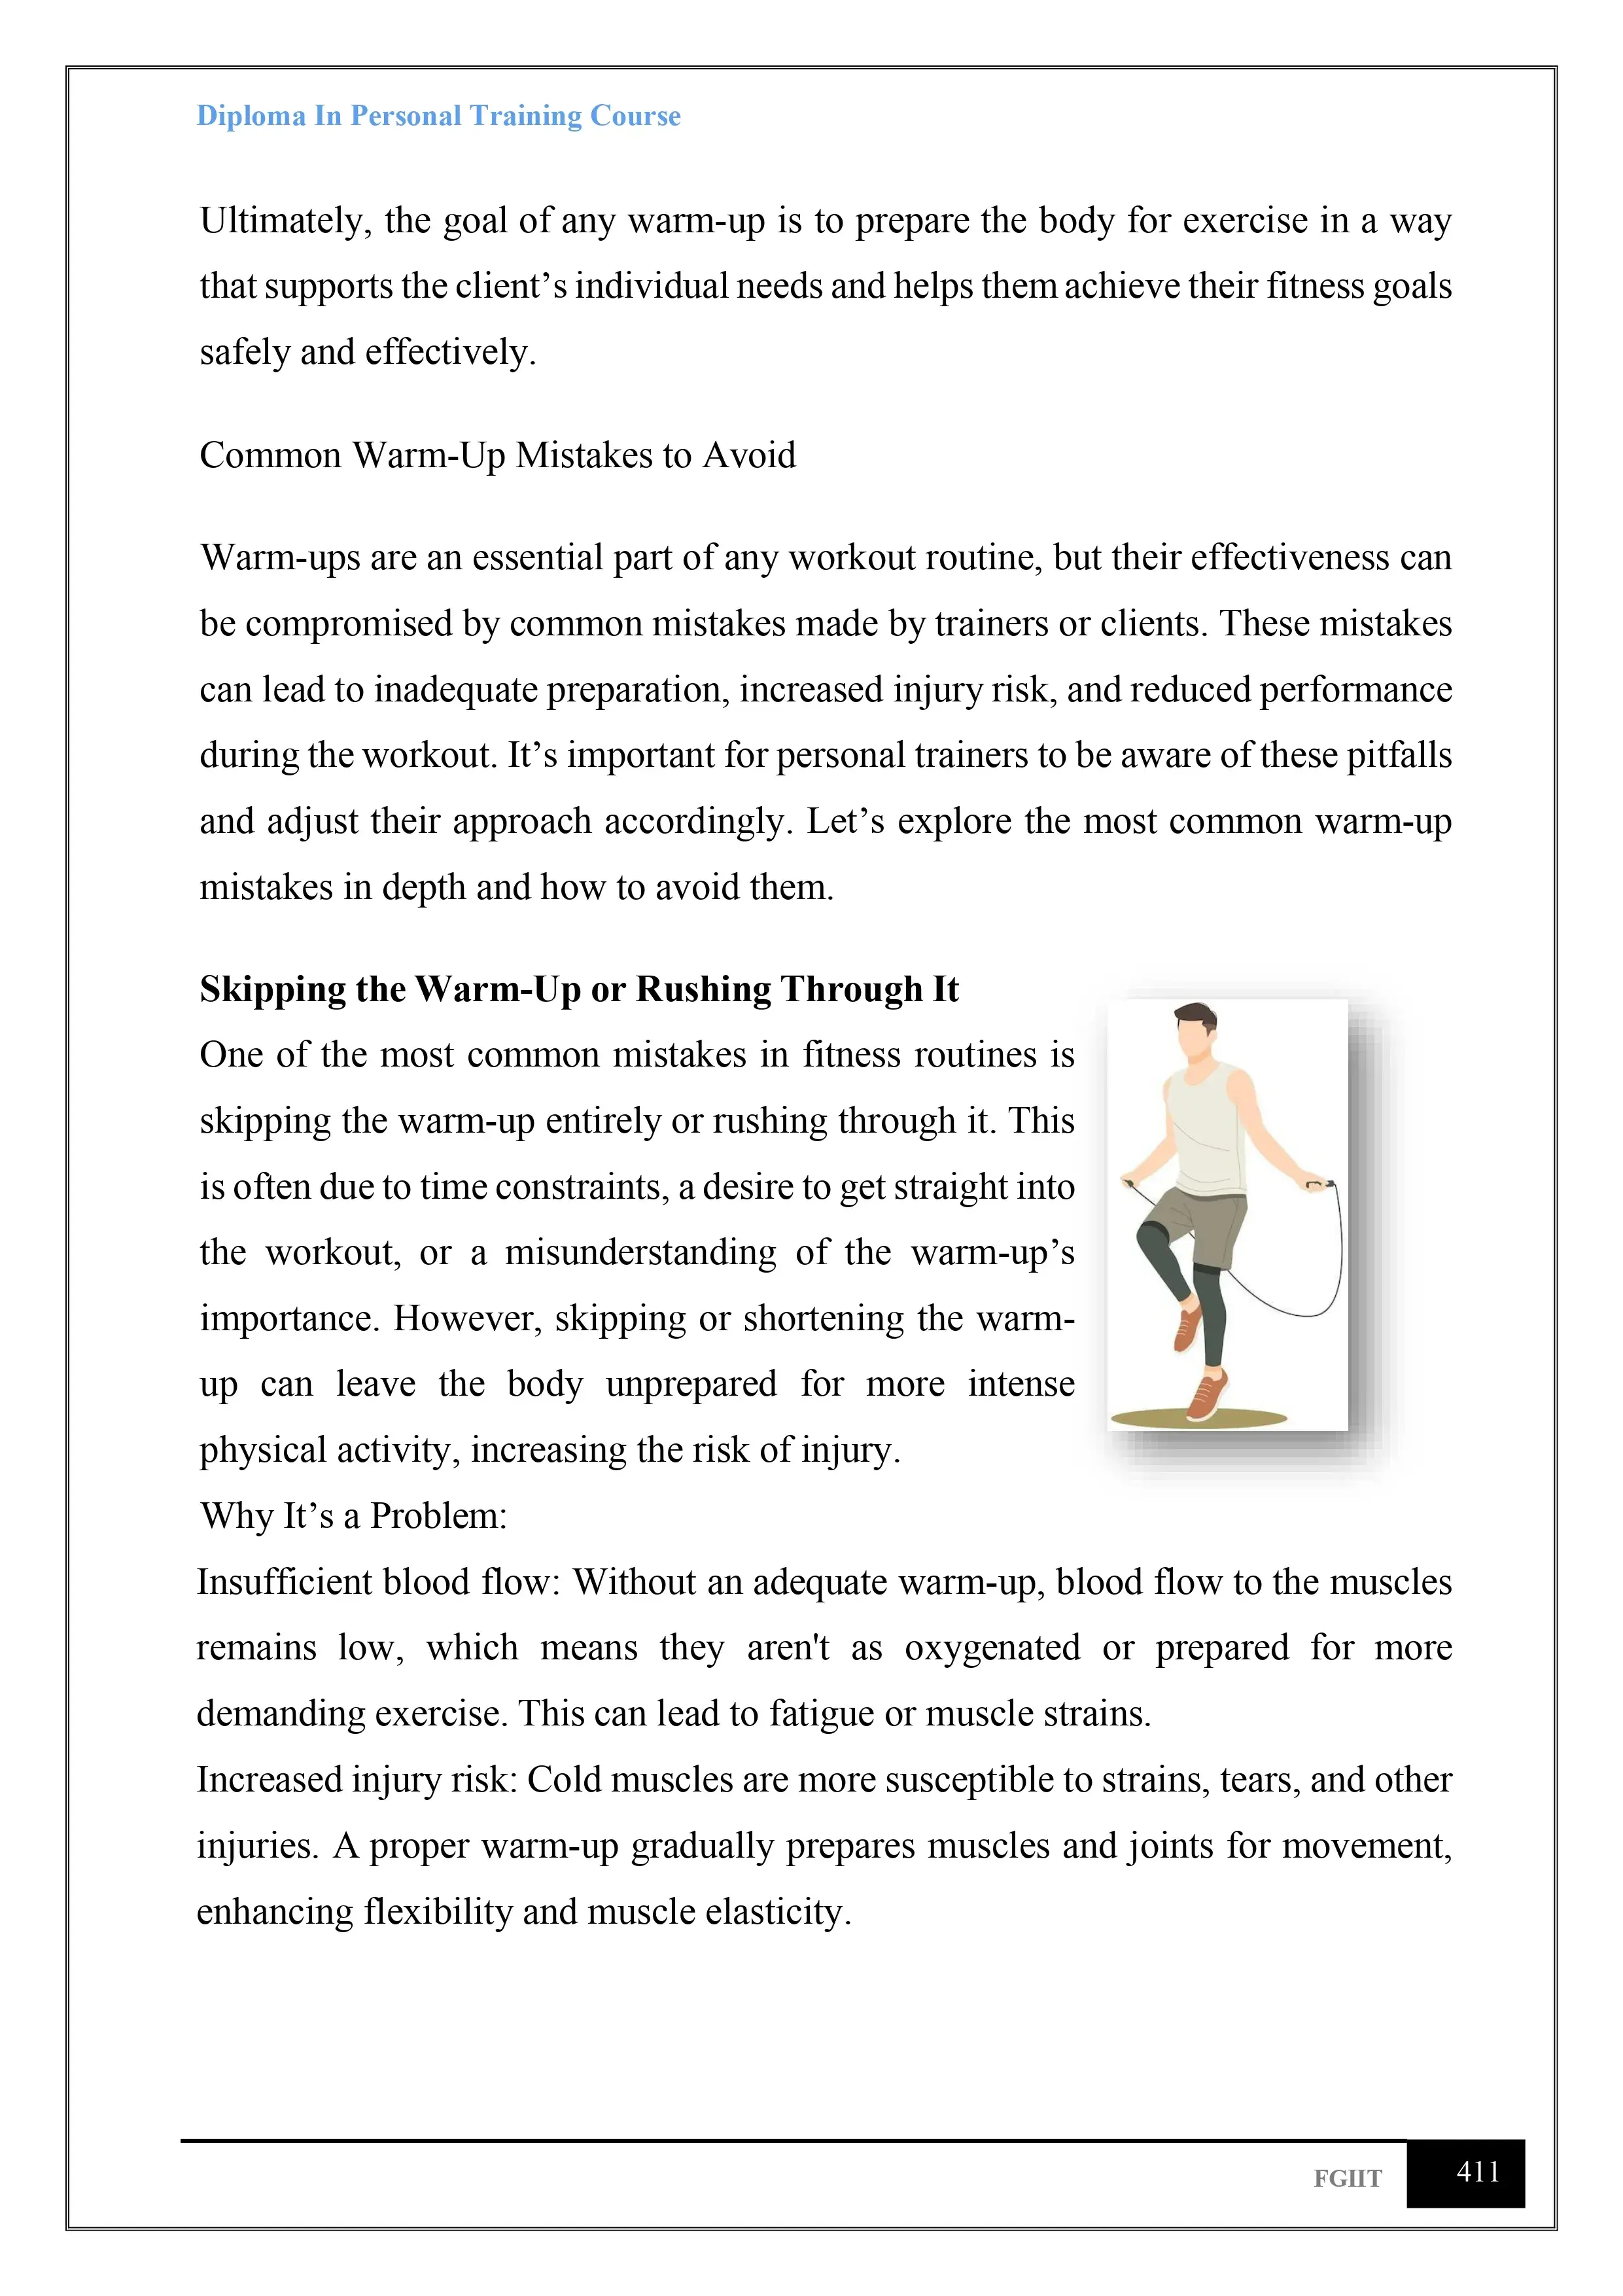 Diploma In Personal Training Course
Ultimately, the goal of any warm-up is to prepare the body for exercise in a way
that supports the client’s individual needs and helps them achieve their fitness goals
safely and effectively.
Common Warm-Up Mistakes to Avoid
Warm-ups are an essential part of any workout routine, but their effectiveness can
be compromised by common mistakes made by trainers or clients. These mistakes
can lead to inadequate preparation, increased injury risk, and reduced performance
during the workout. It’s important for personal trainers to be aware of these pitfalls
and adjust their approach accordingly. Let’s explore the most common warm-up
mistakes in depth and how to avoid them.
Skipping the Warm-Up or Rushing Through It
One of the most common mistakes in fitness routines is
skipping the warm-up entirely or rushing through it. This
is often due to time constraints, a desire to get straight into
the workout, or a misunderstanding of the warm-up’s
importance. However, skipping or shortening the warm-
up can leave the body unprepared for more intense
physical activity, increasing the risk of injury.
Why It’s a Problem:
Insufficient blood flow: Without an adequate warm-up, blood flow to the muscles
remains low, which means they aren't as oxygenated or prepared for more
demanding exercise. This can lead to fatigue or muscle strains.
Increased injury risk: Cold muscles are more susceptible to strains, tears, and other
injuries. A proper warm-up gradually prepares muscles and joints for movement,
enhancing flexibility and muscle elasticity.
FGIIT
411